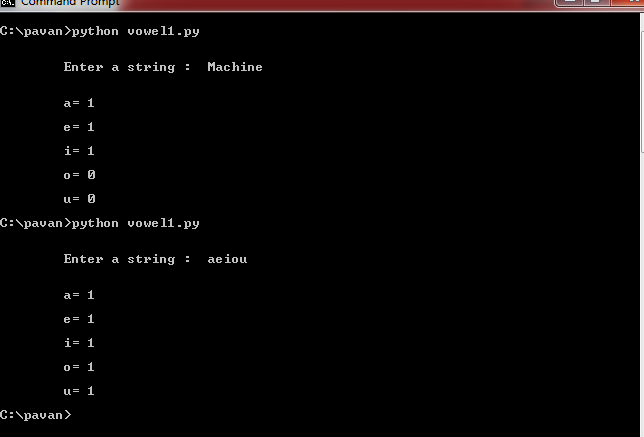 Command Prompt
C:\pavan>python vowel1.py
Enter a string :  Machine
a= 1
e= 1
i= 1
o= 0
u= 0
C:\pavan>python vowel1.py
Enter a string :  aeiou
a= 1
e= 1
i= 1
o= 1
u= 1
C:\pavan>